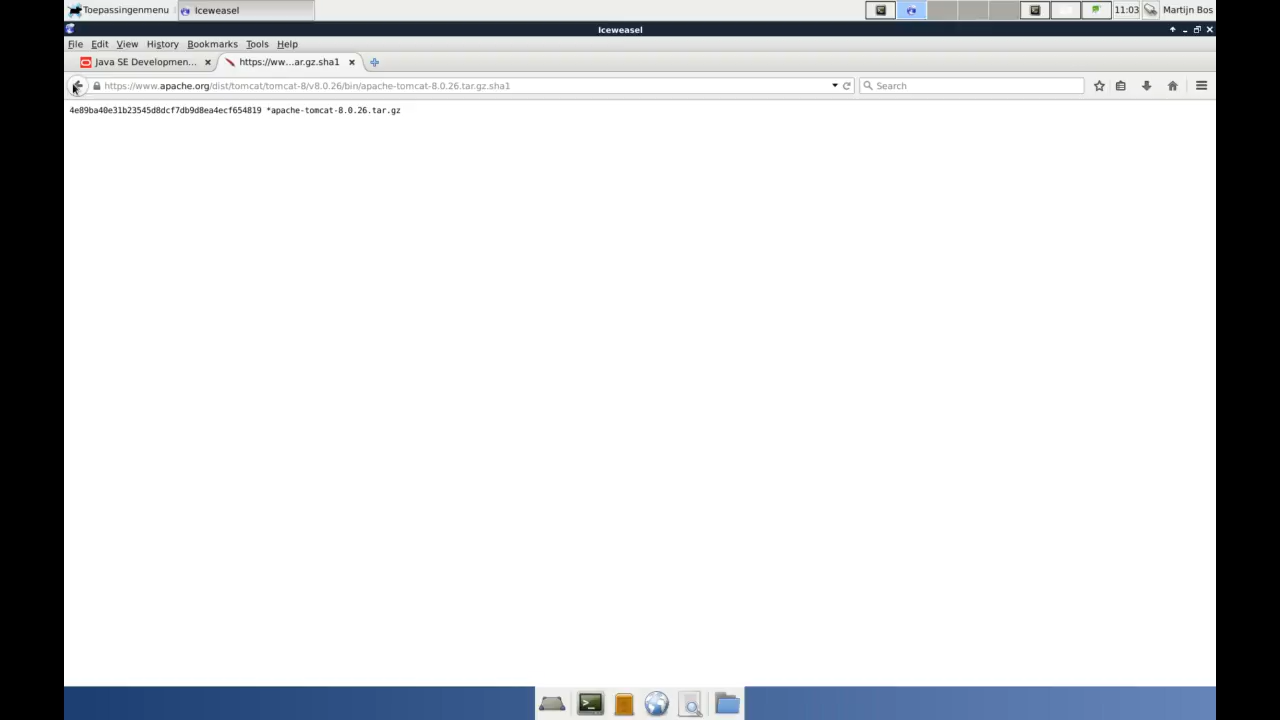 Toepassingenmenu
Iceweasel
11:03
Martijn Bos
Iceweasel
File Edit View History Bookmarks Tools Help
Java SE Developmen...
https://ww...ar.gz.sha1
https://www.apache.org/dist/tomcat/tomcat-8/v8.0.26/bin/apache-tomcat-8.0.26.tar.gz.sha1
Search
4e89ba40e31b23545d8dcf7db9d8ea4ecf654819 *apache-tomcat-8.0.26.tar.gz